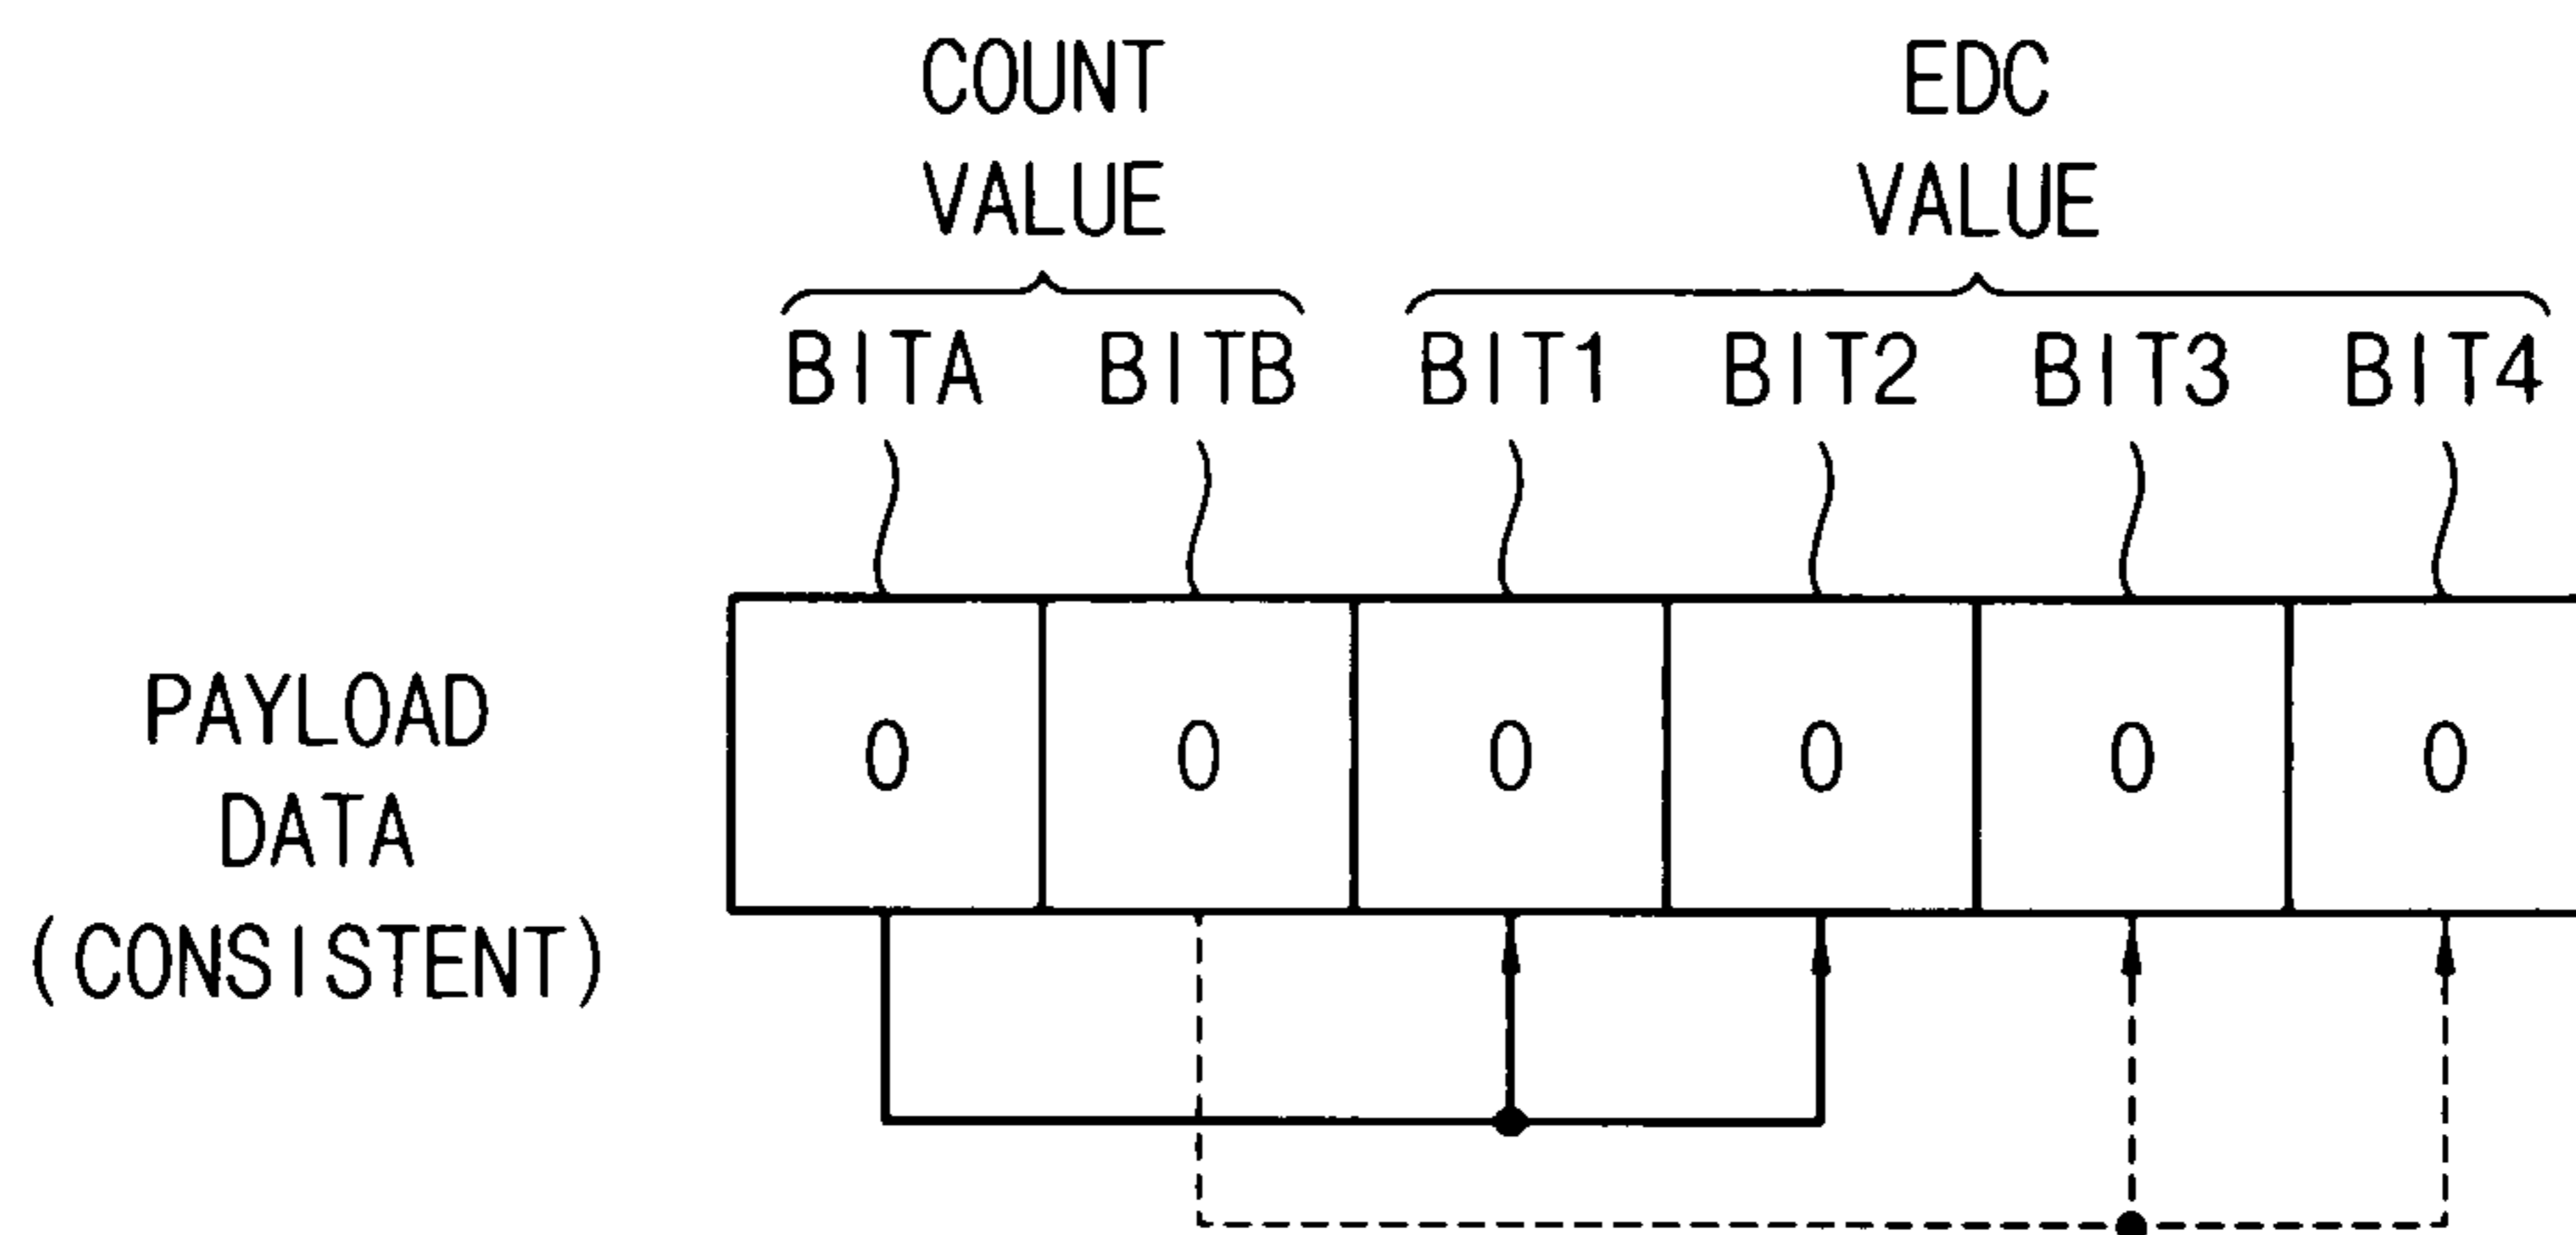 COUNT
VALUE
EDC
VALUE
BITA BITB BIT1 BIT2 BIT3 BIT4
PAYLOAD
DATA
(CONSISTENT)
0 0 0 0 0 0